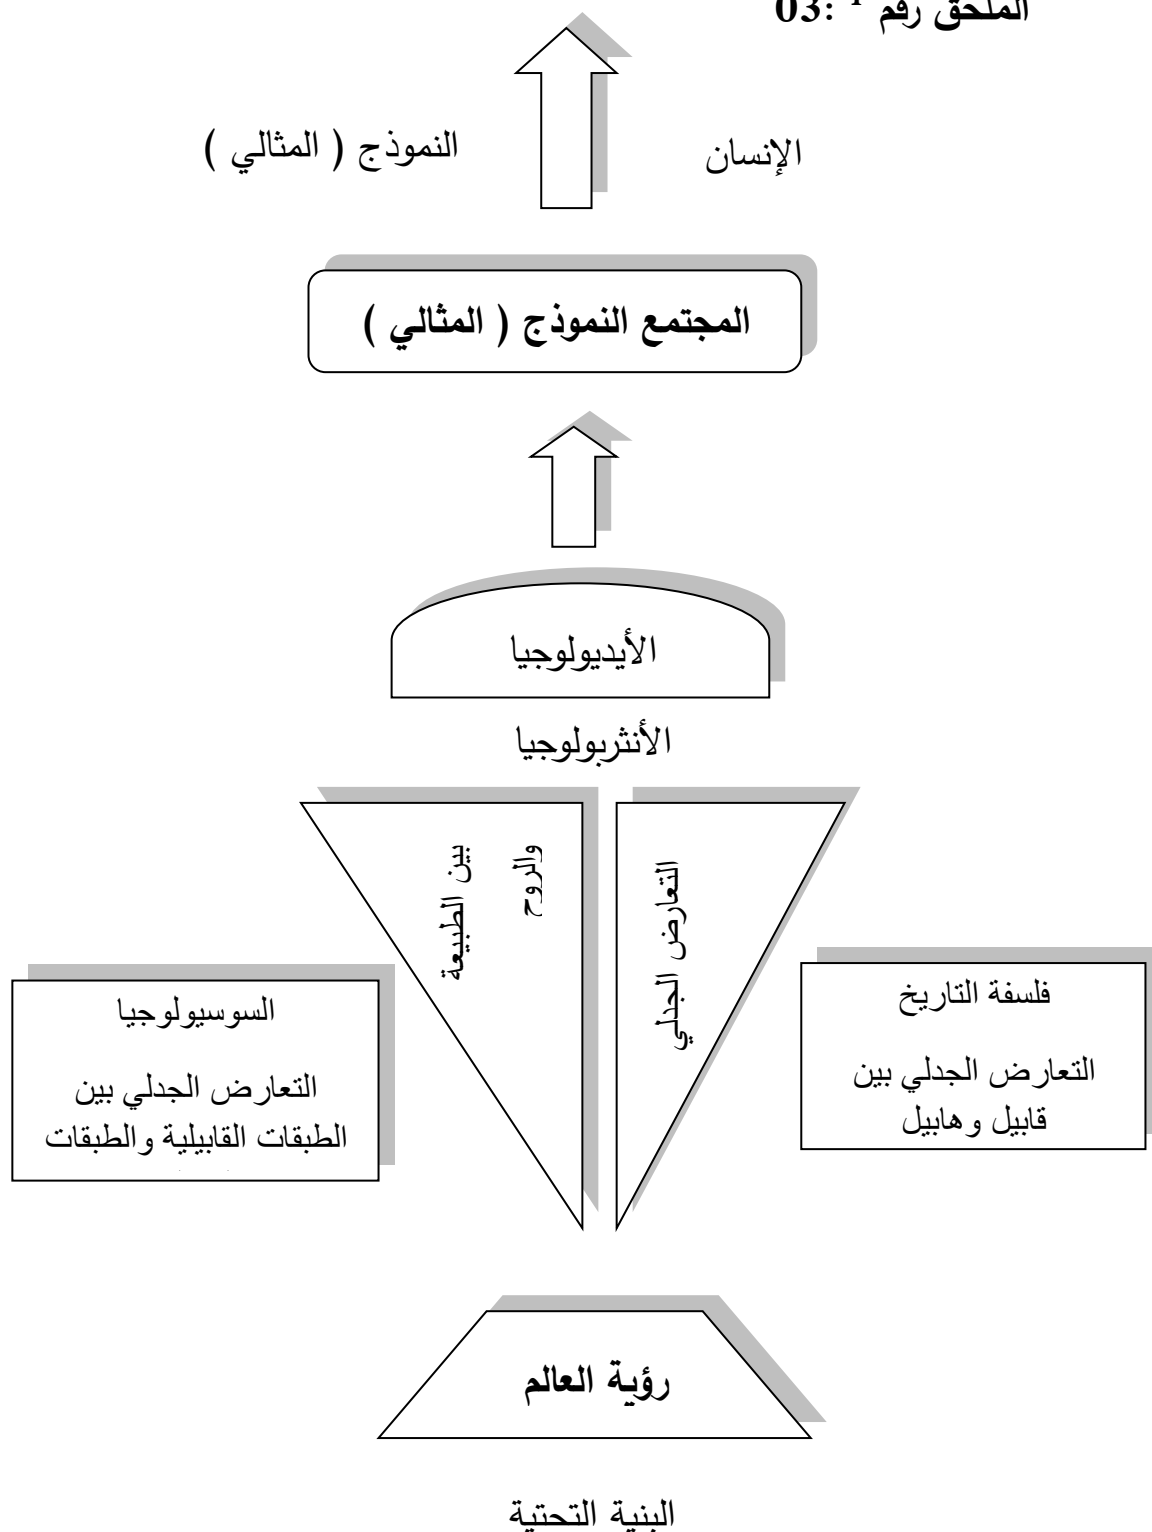 الملحق رقم 1 :03
الإنسان
النموذج ( المثالي )
المجتمع النموذج ( المثالي )
الأيديولوجيا
الأنثربولوجيا
التعارض الجدلي
بين الطبيعة
والروح
فلسفة التاريخ
التعارض الجدلي بين
قابيل وهابيل
السوسيولوجيا
التعارض الجدلي بين
الطبقات القابيلية والطبقات
رؤية العالم
البنية التحتية